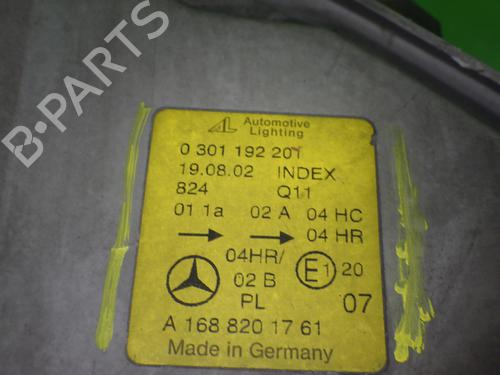 B-PARTS
Automotive
Lighting
0 301 192 201
19.08.02 INDEX
824 Q11
01 1a 02 A 04 HC
04 HR
04HR/ E1 20
02 B
PL 07
A 168 820 17 61
Made in Germany